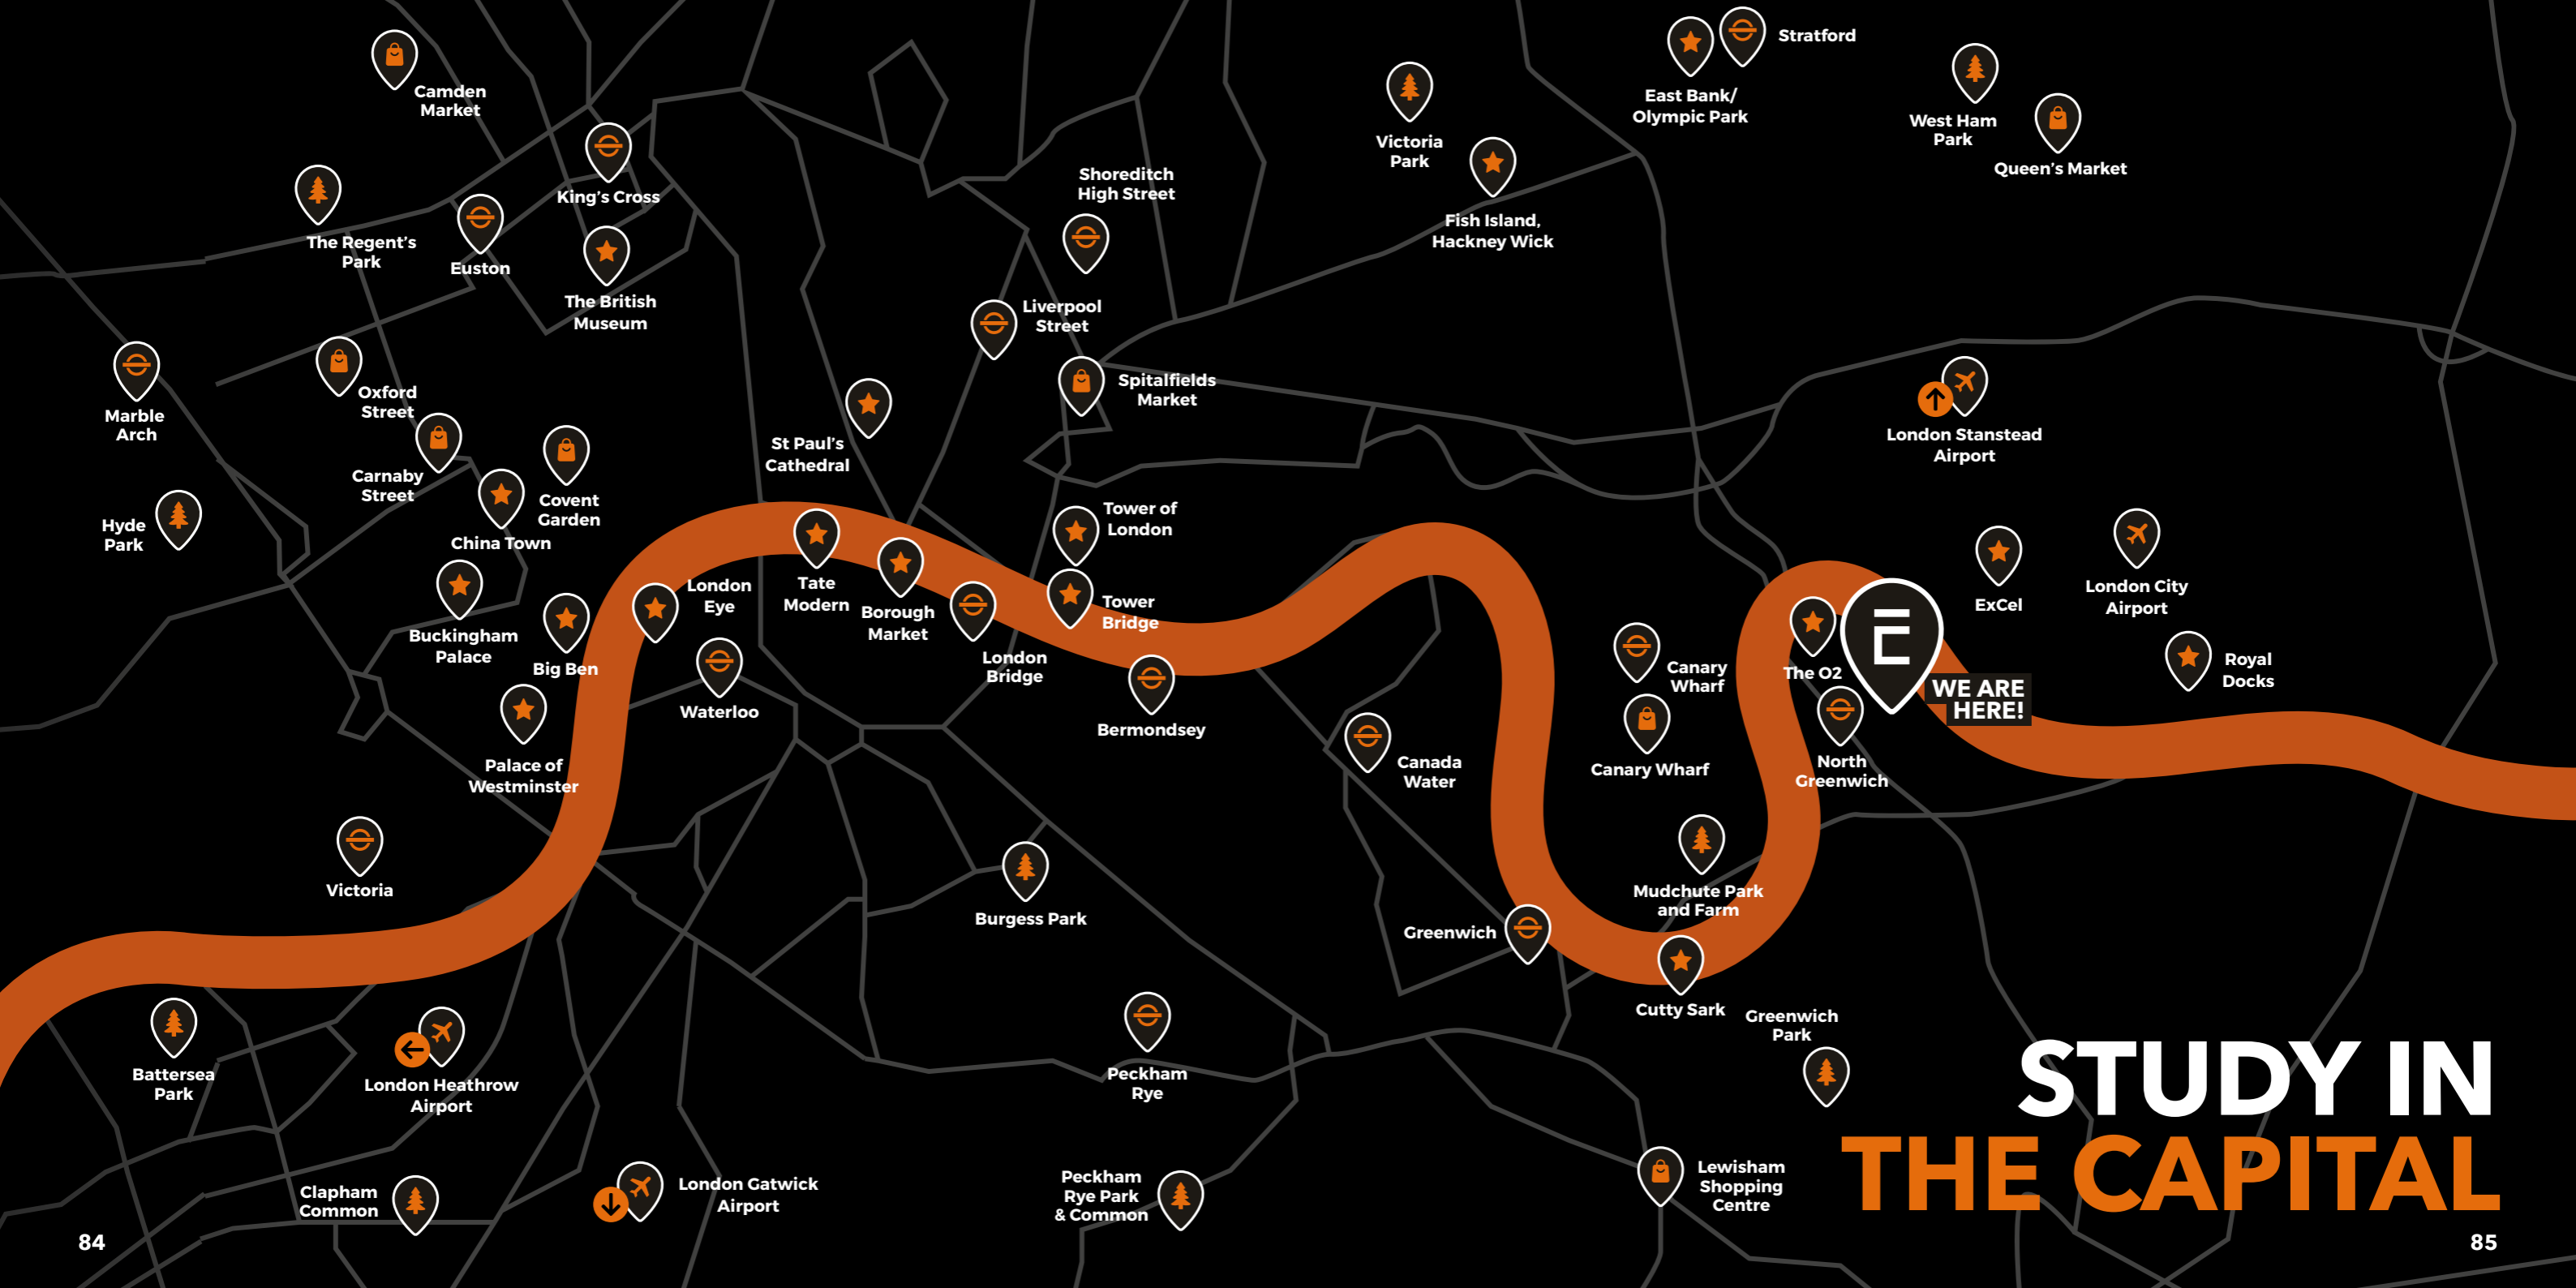 Camden
Market
King's Cross
The Regent's
Park
Euston
The British
Museum
Shoreditch
High Street
Liverpool
Street
Spitalfields
Market
Victoria
Park
Fish Island,
Hackney Wick
East Bank/
Olympic Park
Stratford
West Ham
Park
Queen's Market
Marble
Arch
Oxford
Street
Carnaby
Street
Covent
Garden
China Town
Hyde
Park
St Paul's
Cathedral
London Stanstead
Airport
Tower of
London
Buckingham
Palace
Big Ben
London
Eye
Tate
Modern
Borough
Market
Tower
Bridge
London
Bridge
Waterloo
Bermondsey
Palace of
Westminster
Canada
Water
Canary
Wharf
Canary Wharf
The O2
E
WE ARE
HERE!
North
Greenwich
ExCel
London City
Airport
Royal
Docks
Victoria
Burgess Park
Mudchute Park
and Farm
Greenwich
Cutty Sark
Greenwich
Park
Battersea
Park
London Heathrow
Airport
Peckham
Rye
Clapham
Common
London Gatwick
Airport
Peckham
Rye Park
& Common
Lewisham
Shopping
Centre
STUDY IN
THE CAPITAL
84
85